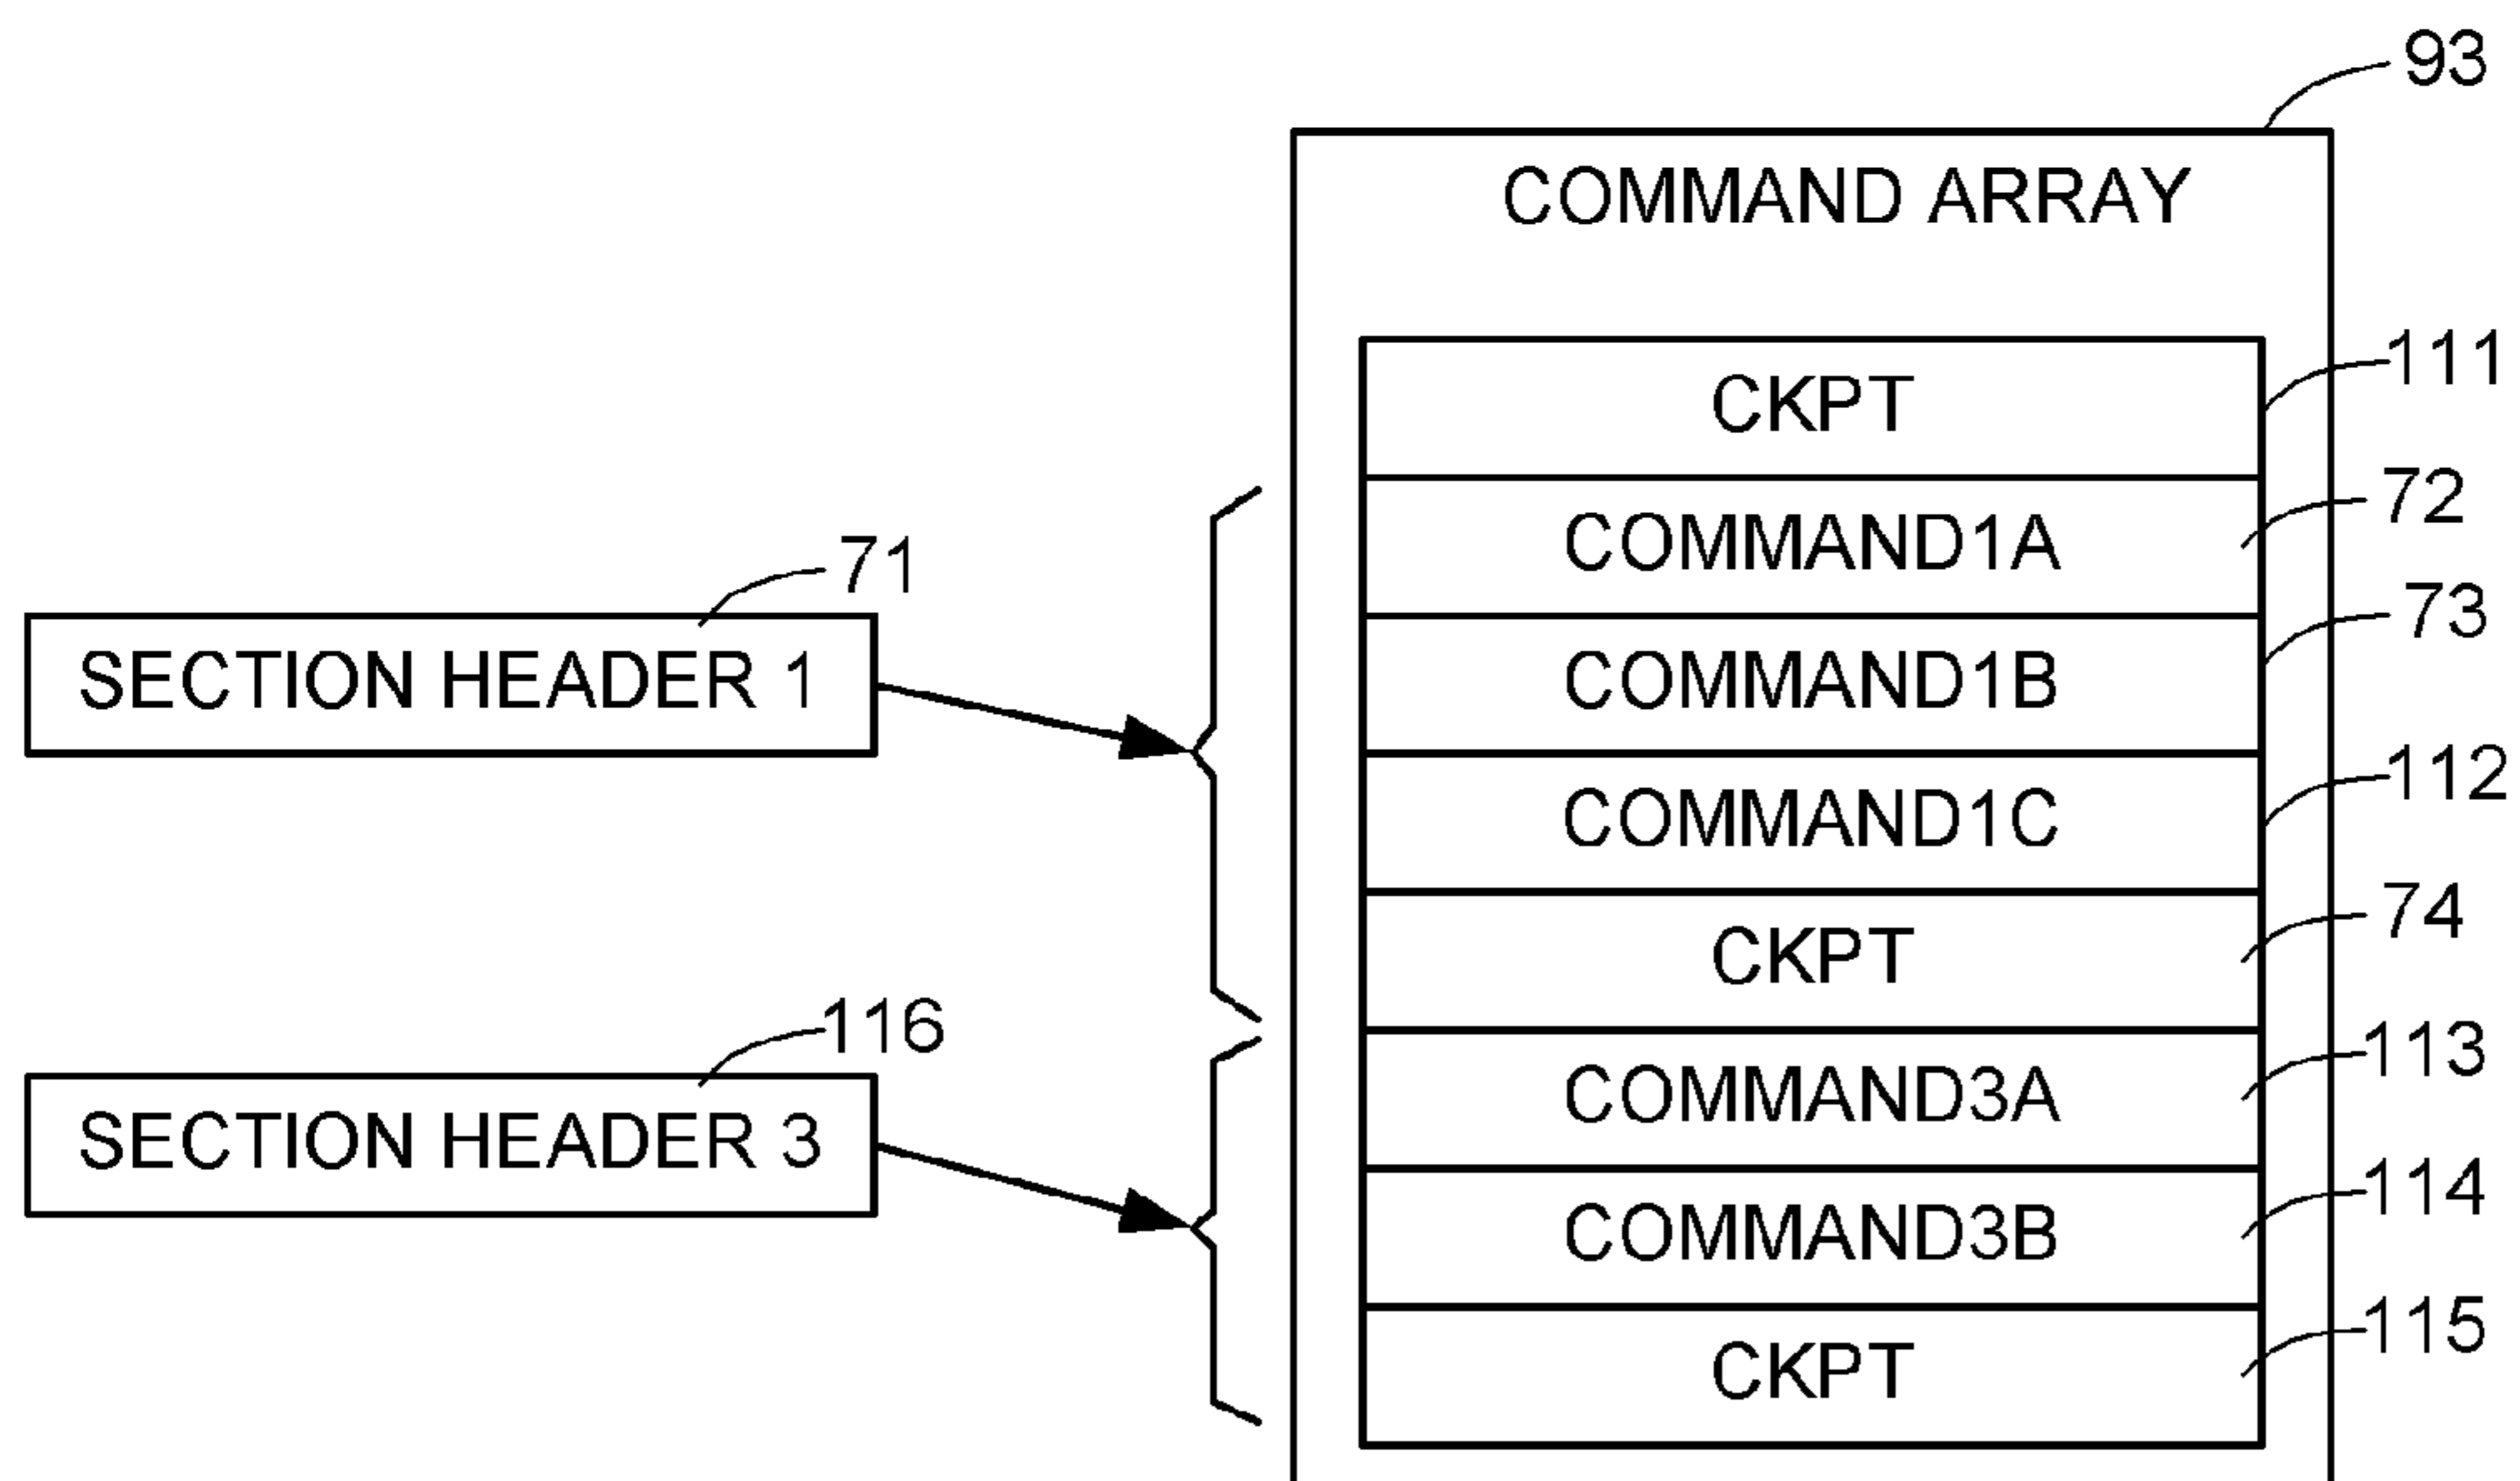 93
COMMAND ARRAY
CKPT
111
COMMAND1A
72
71
SECTION HEADER 1
COMMAND1B
73
COMMAND1C
112
CKPT
74
116
SECTION HEADER 3
COMMAND3A
113
COMMAND3B
114
CKPT
115